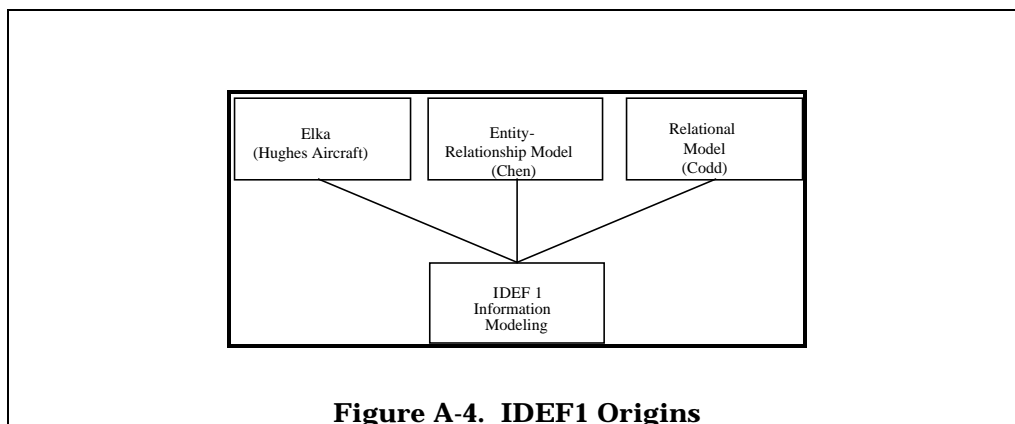 Elka
(Hughes Aircraft)
Entity-
Relationship Model
(Chen)
Relational
Model
(Codd)
IDEF 1
Information
Modeling
Figure A-4. IDEF1 Origins